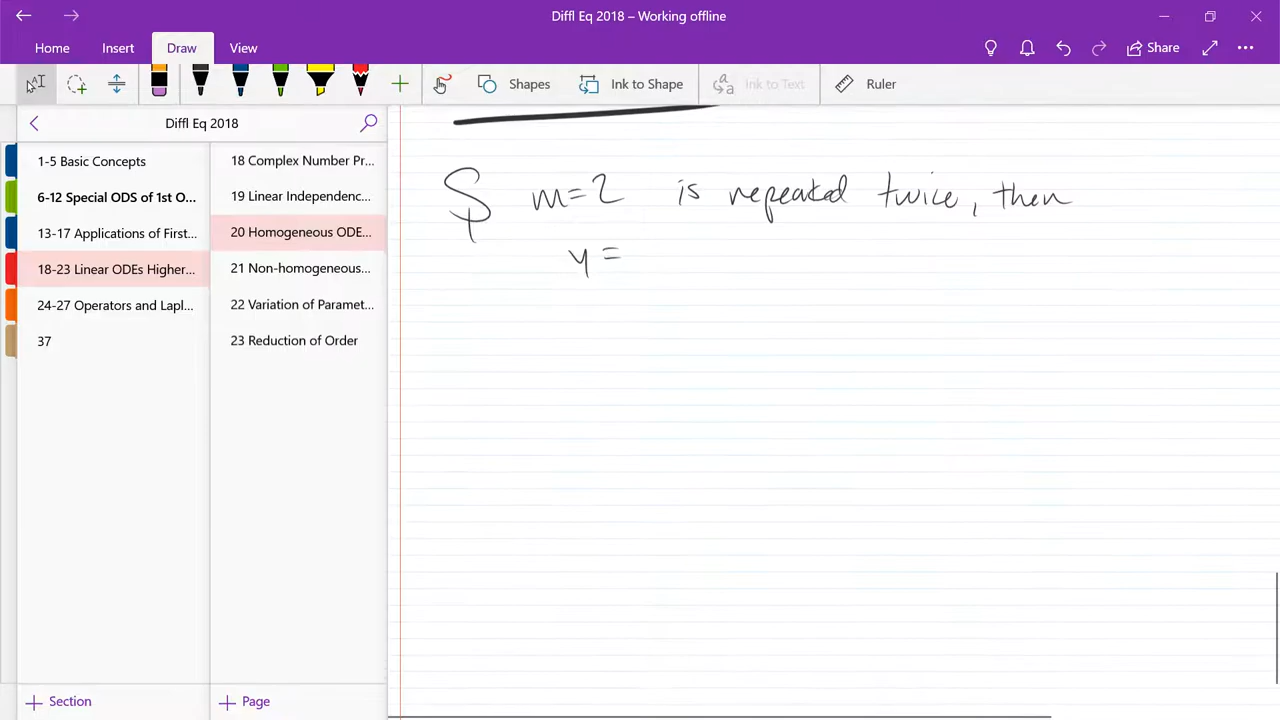 Diffl Eq 2018 – Working offline
Home Insert Draw View
Share
Shapes Ink to Shape Ink to Text Ruler
Diffl Eq 2018
1-5 Basic Concepts
6-12 Special ODS of 1st O...
13-17 Applications of First...
18-23 Linear ODEs Higher...
24-27 Operators and Lapl...
37
18 Complex Number Pr...
19 Linear Independenc...
20 Homogeneous ODE...
21 Non-homogeneous...
22 Variation of Paramet...
23 Reduction of Order
m=2 is repeated twice, then
y=
Section
Page